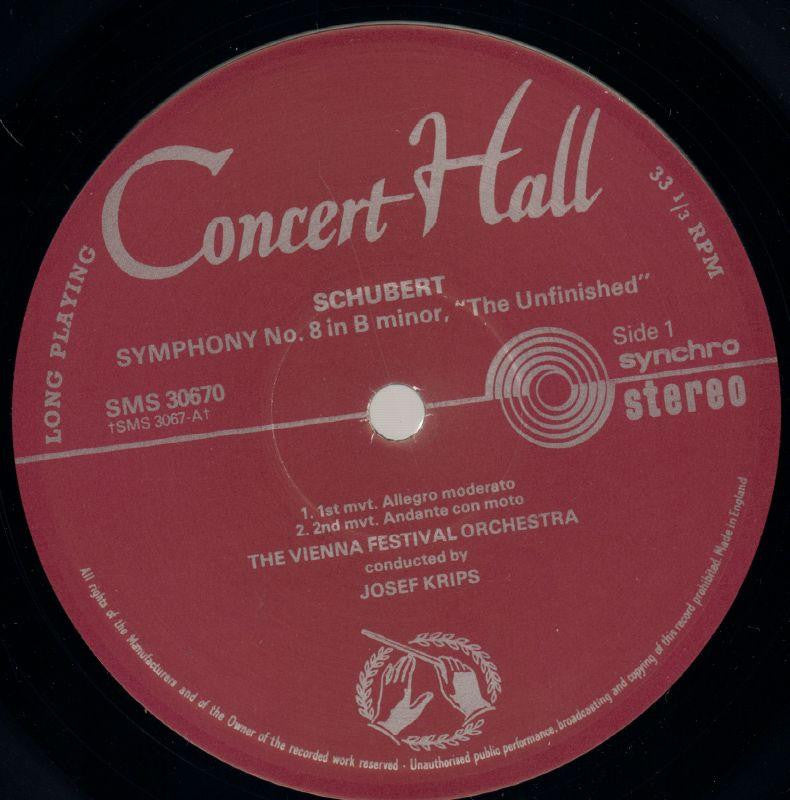 Concert Hall
LONG PLAYING
33 1/3 RPM
SCHUBERT
SYMPHONY No. 8 in B minor, "The Unfinished"
Side 1
synchro
stereo
SMS 30670
†SMS 3067-A†
1. 1st mvt. Allegro moderato
2. 2nd mvt. Andante con moto
THE VIENNA FESTIVAL ORCHESTRA
conducted by
JOSEF KRIPS
All rights of the Manufacturers and of the Owner of the recorded work reserved · Unauthorised public performance, broadcasting and copying of this record prohibited. Made in England